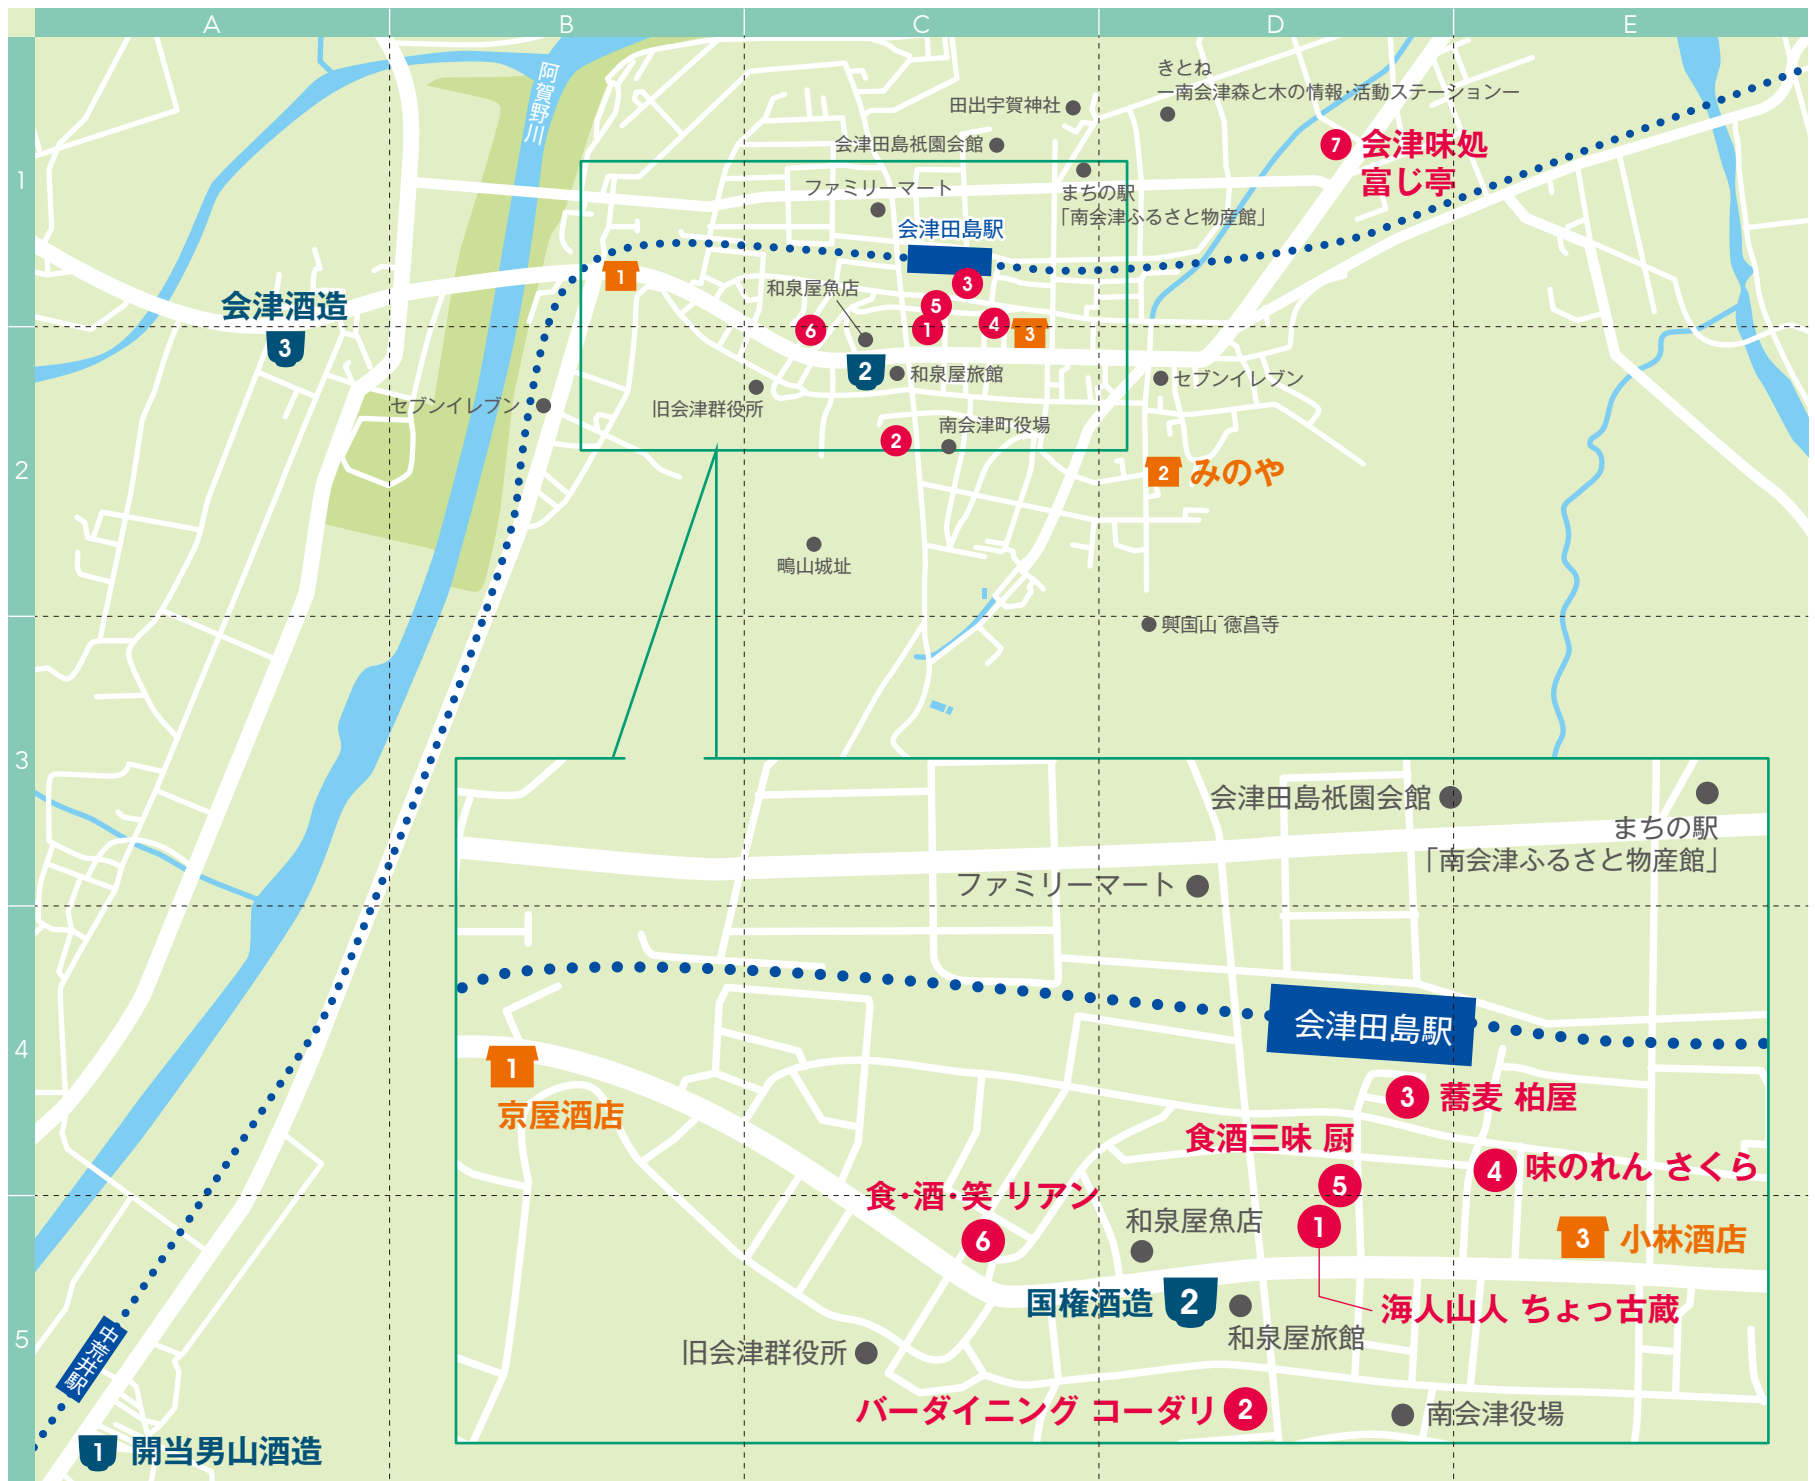 A B C D E
1
2
3
4
5
阿賀野川
きとね
ー南会津森と木の情報・活動ステーションー
田出宇賀神社
会津田島祇園会館
7 会津味処
富じ亭
ファミリーマート
まちの駅
「南会津ふるさと物産館」
会津田島駅
1
和泉屋魚店
3
5
会津酒造
3
6
1
4
3
2
和泉屋旅館
セブンイレブン
セブンイレブン
旧会津群役所
2
南会津町役場
2 みのや
鴫山城址
興国山 徳昌寺
会津田島祇園会館
まちの駅
「南会津ふるさと物産館」
ファミリーマート
会津田島駅
1
京屋酒店
3 蕎麦 柏屋
食酒三味 厨
5
4 味のれん さくら
食・酒・笑 リアン
6
和泉屋魚店
1
3 小林酒店
国権酒造 2
海人山人 ちょっ古蔵
和泉屋旅館
旧会津群役所
バーダイニング コーダリ 2
南会津役場
中荒井駅
1 開当男山酒造